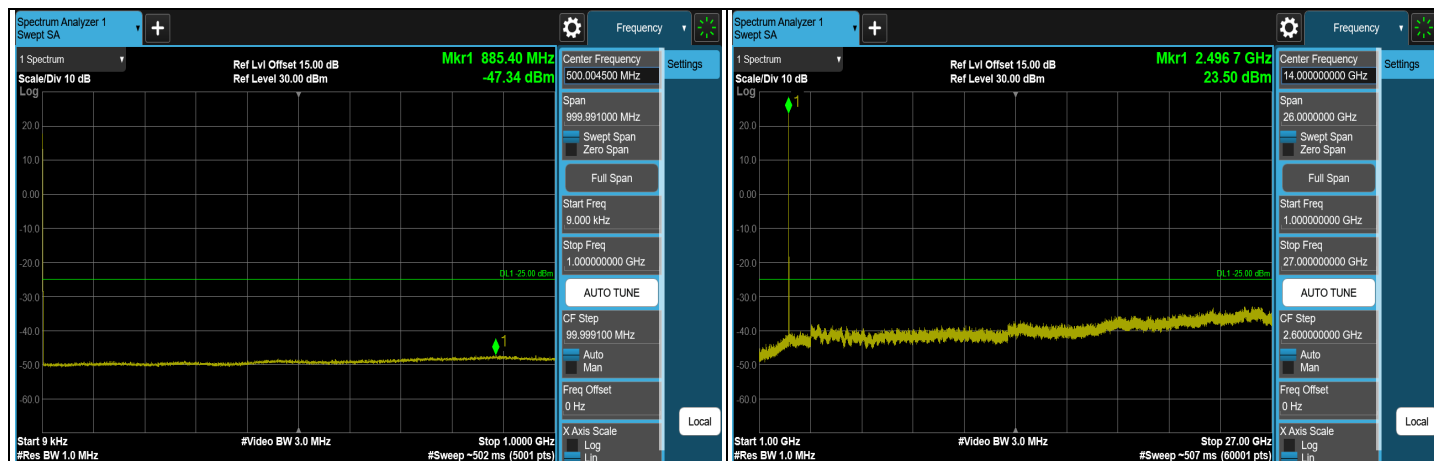 Spectrum Analyzer 1
Swept SA
+
Frequency
1 Spectrum
Scale/Div 10 dB
Log
Ref Lvl Offset 15.00 dB
Ref Level 30.00 dBm
Mkr1 885.40 MHz
-47.34 dBm
20.0
10.0
0.00
-10.0
-20.0
-30.0
-40.0
-50.0
-60.0
DL1 -25.00 dBm
1
Start 9 kHz
#Res BW 1.0 MHz
#Video BW 3.0 MHz
Stop 1.0000 GHz
#Sweep ~502 ms (5001 pts)
Center Frequency
500.004500 MHz
Span
999.991000 MHz
Swept Span
Zero Span
Full Span
Start Freq
9.000 kHz
Stop Freq
1.000000000 GHz
AUTO TUNE
CF Step
99.999100 MHz
Auto
Man
Freq Offset
0 Hz
X Axis Scale
Log
Lin
Settings
Local
Spectrum Analyzer 1
Swept SA
+
Frequency
1 Spectrum
Scale/Div 10 dB
Log
Ref Lvl Offset 15.00 dB
Ref Level 30.00 dBm
Mkr1 2.496 7 GHz
23.50 dBm
1
20.0
10.0
0.00
-10.0
-20.0
-30.0
-40.0
-50.0
-60.0
DL1 -25.00 dBm
Start 1.00 GHz
#Res BW 1.0 MHz
#Video BW 3.0 MHz
Stop 27.00 GHz
#Sweep ~507 ms (60001 pts)
Center Frequency
14.000000000 GHz
Span
26.0000000 GHz
Swept Span
Zero Span
Full Span
Start Freq
1.000000000 GHz
Stop Freq
27.000000000 GHz
AUTO TUNE
CF Step
2.600000000 GHz
Auto
Man
Freq Offset
0 Hz
X Axis Scale
Log
Lin
Settings
Local